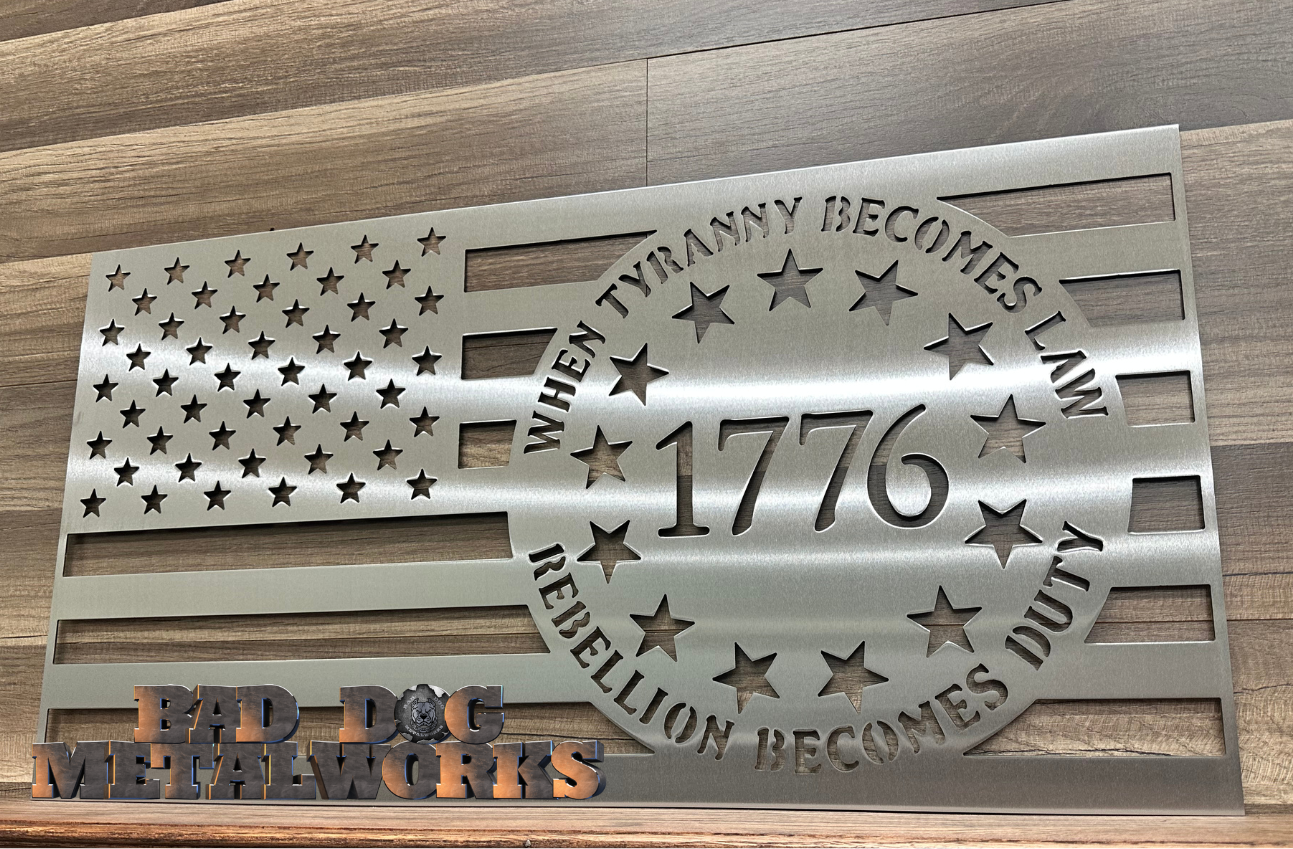 WHEN TYRANNY BECOMES LAW
1776
REBELLION BECOMES DUTY
BAD DOG
METALWORKS